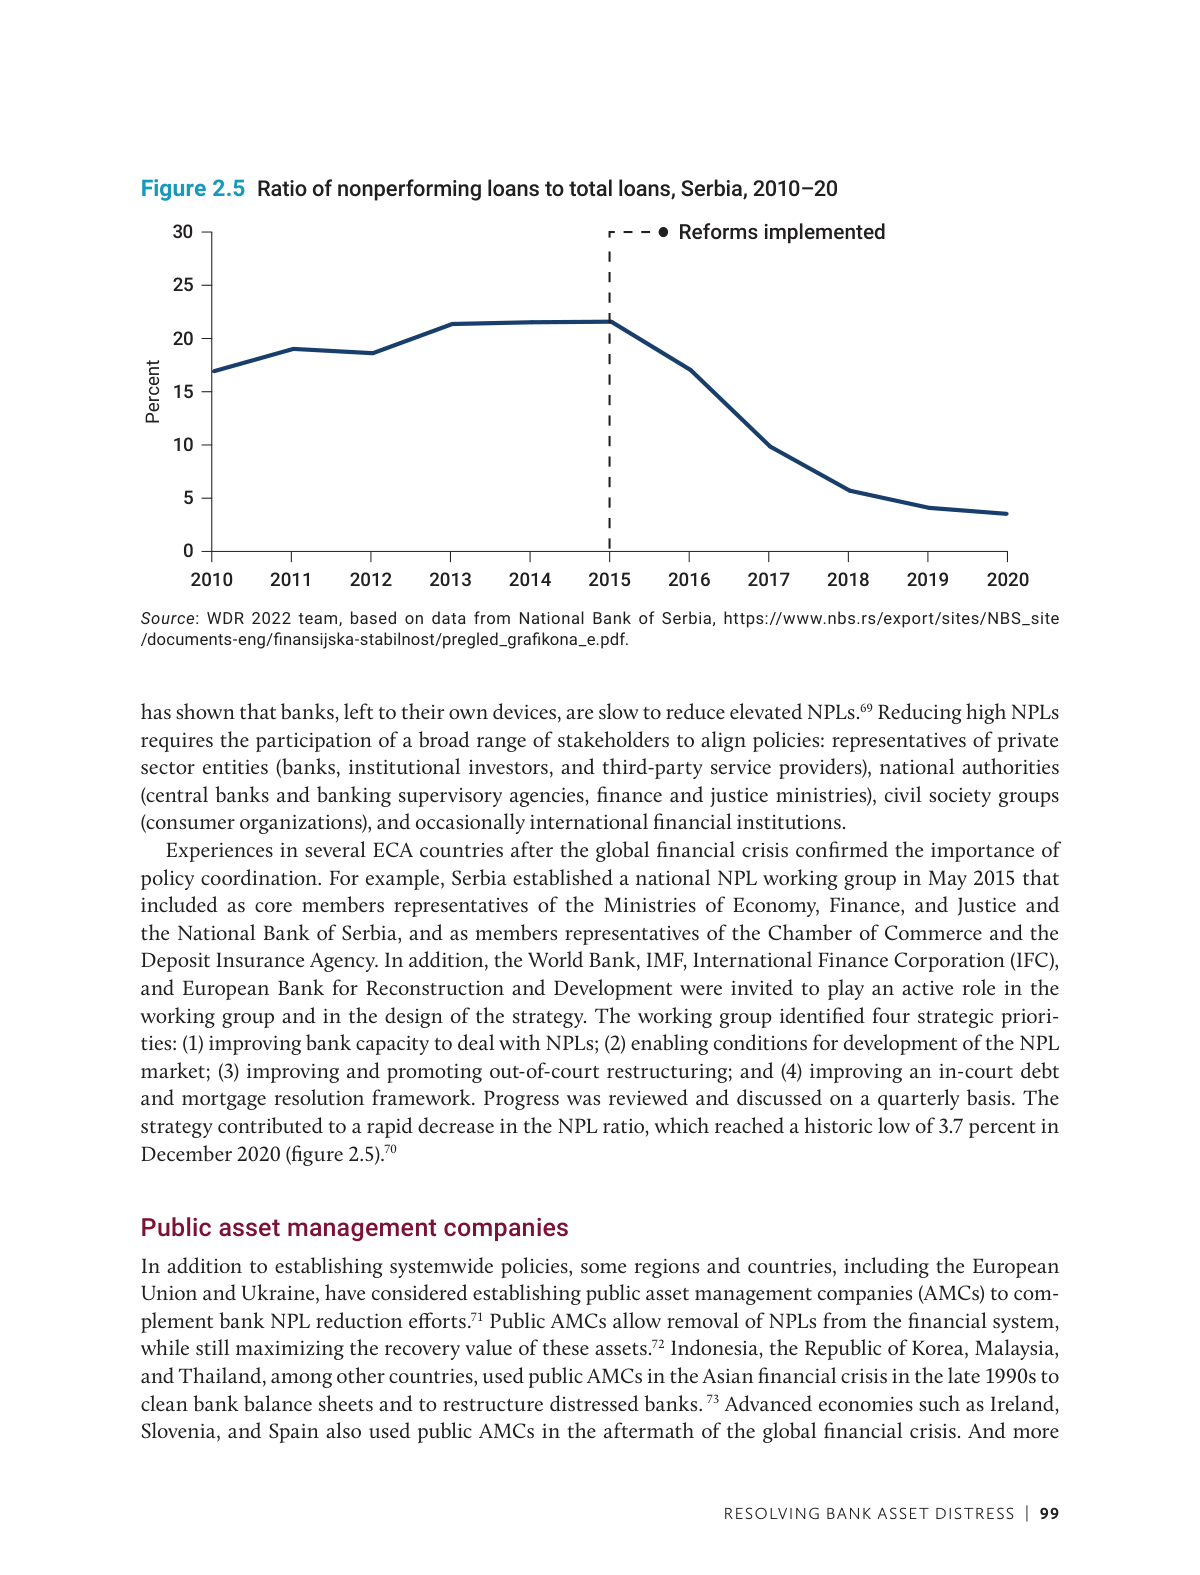 Figure 2.5 Ratio of nonperforming loans to total loans, Serbia, 2010–20
30
Reforms implemented
25
20
15
10
5
0
Percent
2010 2011 2012 2013 2014 2015 2016 2017 2018 2019 2020
Source: WDR 2022 team, based on data from National Bank of Serbia, https://www.nbs.rs/export/sites/NBS_site
/documents-eng/finansijska-stabilnost/pregled_grafikona_e.pdf.
has shown that banks, left to their own devices, are slow to reduce elevated NPLs.69 Reducing high NPLs
requires the participation of a broad range of stakeholders to align policies: representatives of private
sector entities (banks, institutional investors, and third-party service providers), national authorities
(central banks and banking supervisory agencies, finance and justice ministries), civil society groups
(consumer organizations), and occasionally international financial institutions.
Experiences in several ECA countries after the global financial crisis confirmed the importance of
policy coordination. For example, Serbia established a national NPL working group in May 2015 that
included as core members representatives of the Ministries of Economy, Finance, and Justice and
the National Bank of Serbia, and as members representatives of the Chamber of Commerce and the
Deposit Insurance Agency. In addition, the World Bank, IMF, International Finance Corporation (IFC),
and European Bank for Reconstruction and Development were invited to play an active role in the
working group and in the design of the strategy. The working group identified four strategic priori-
ties: (1) improving bank capacity to deal with NPLs; (2) enabling conditions for development of the NPL
market; (3) improving and promoting out-of-court restructuring; and (4) improving an in-court debt
and mortgage resolution framework. Progress was reviewed and discussed on a quarterly basis. The
strategy contributed to a rapid decrease in the NPL ratio, which reached a historic low of 3.7 percent in
December 2020 (figure 2.5).70
Public asset management companies
In addition to establishing systemwide policies, some regions and countries, including the European
Union and Ukraine, have considered establishing public asset management companies (AMCs) to com-
plement bank NPL reduction efforts.71 Public AMCs allow removal of NPLs from the financial system,
while still maximizing the recovery value of these assets.72 Indonesia, the Republic of Korea, Malaysia,
and Thailand, among other countries, used public AMCs in the Asian financial crisis in the late 1990s to
clean bank balance sheets and to restructure distressed banks. 73 Advanced economies such as Ireland,
Slovenia, and Spain also used public AMCs in the aftermath of the global financial crisis. And more
RESOLVING BANK ASSET DISTRESS | 99